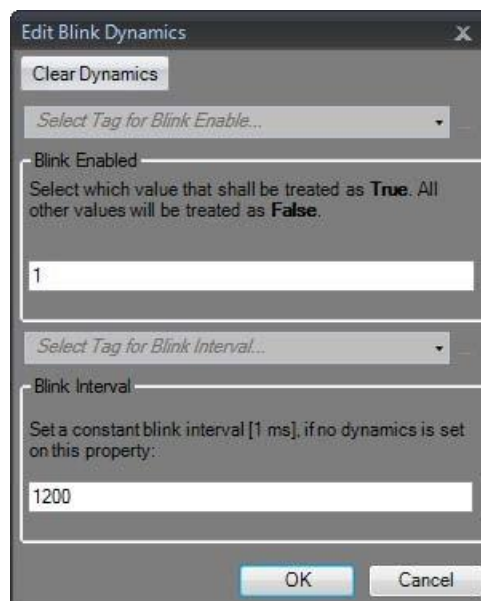 Edit Blink Dynamics
Clear Dynamics
Select Tag for Blink Enable...
Blink Enabled
Select which value that shall be treated as True. All
other values will be treated as False.
1
Select Tag for Blink Interval...
Blink Interval
Set a constant blink interval [1 ms], if no dynamics is set
on this property:
1200
OK Cancel